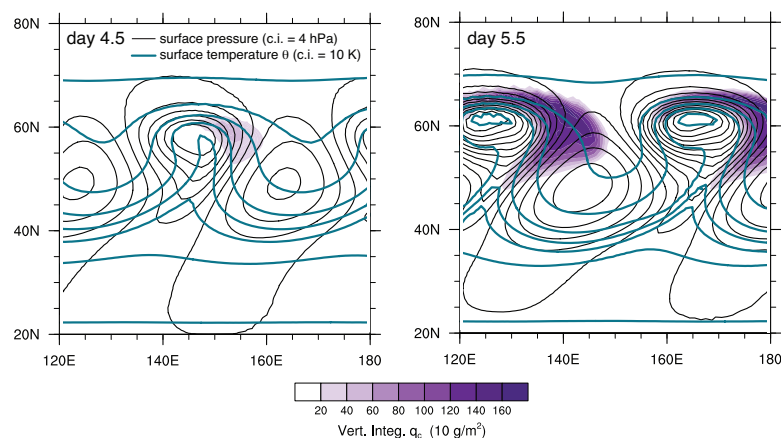 day 4.5
surface pressure (c.i. = 4 hPa)
surface temperature θ (c.i. = 10 K)
day 5.5
80N
60N
40N
20N
120E
140E
160E
180
80N
60N
40N
20N
120E
140E
160E
180
20 40 60 80 100 120 140 160
Vert. Integ. q_c (10 g/m²)